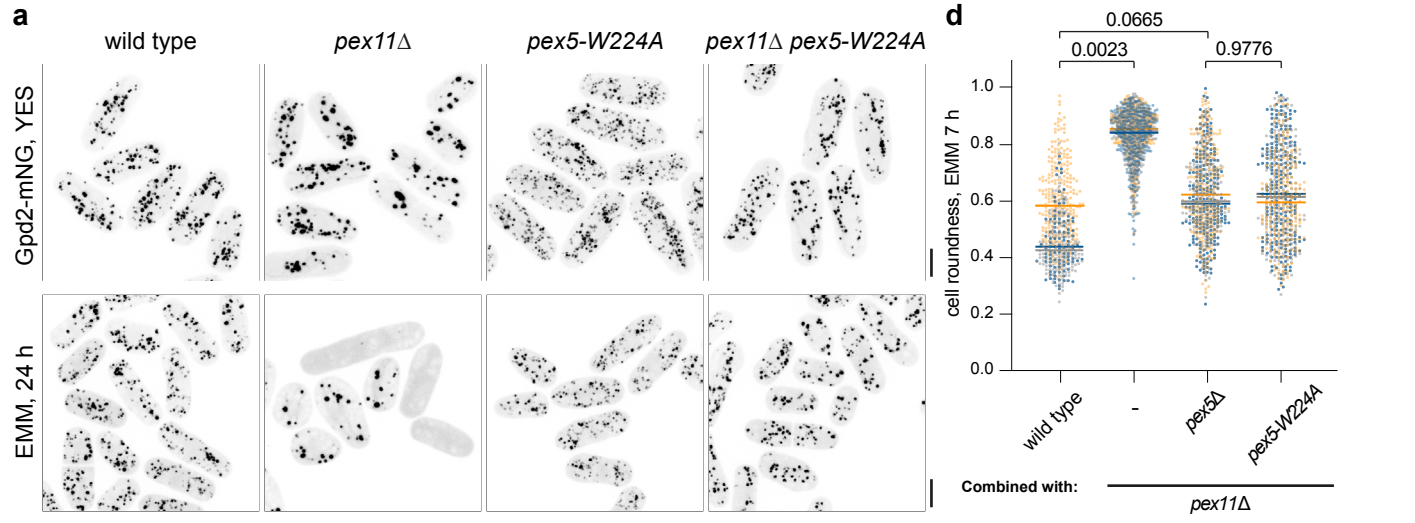 a
wild type
pex11Δ
pex5-W224A
pex11Δ pex5-W224A
Gpd2-mNG, YES
EMM, 24 h
d
0.0665
0.0023
0.9776
cell roundness, EMM 7 h
1.0
0.8
0.6
0.4
0.2
0.0
wild type
-
pex5Δ
pex5-W224A
Combined with:
pex11Δ